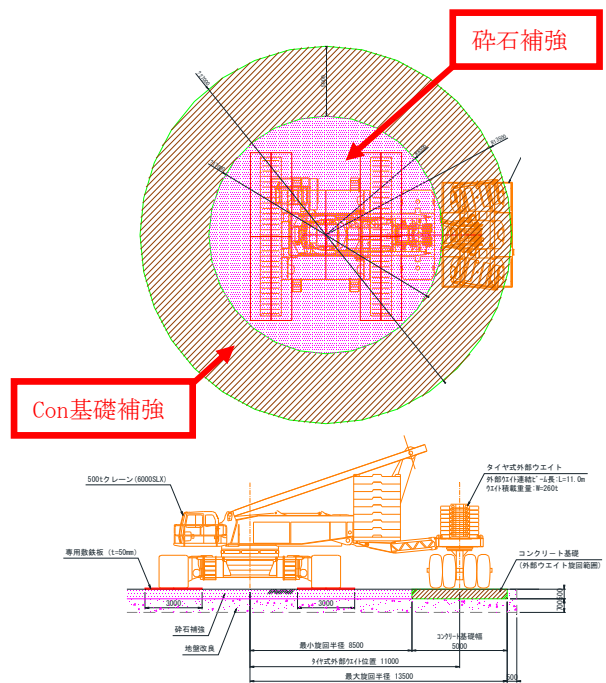 砕石補強
Con基礎補強
500tクレーン(6000SLX)
タイヤ式外部ウエイト
外部ウエイト連結ビーム長:L=11.0m
ウエイト積載重量:W=260t
専用敷鉄板 (t=50mm)
コンクリート基礎
(外部ウエイト旋回範囲)
3000
3000
砕石補強
地盤改良
最小旋回半径 8500
コンクリート基礎幅
5000
タイヤ式外部ウエイト位置 11000
最大旋回半径 13500
500